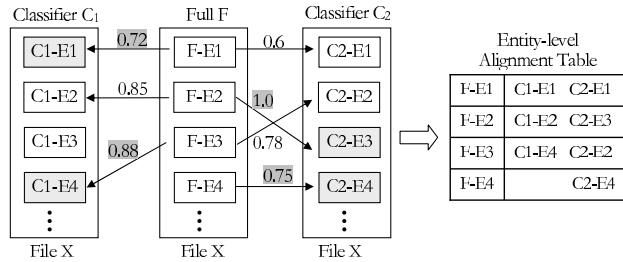 Classifier C1
Full F
Classifier C2
C1-E1
0.72
F-E1
0.6
C2-E1
C1-E2
0.85
F-E2
1.0
C2-E2
C1-E3
F-E3
C2-E3
0.88
0.78
C1-E4
F-E4
0.75
C2-E4
File X
File X
File X
Entity-level
Alignment Table
F-E1 C1-E1 C2-E1
F-E2 C1-E2 C2-E3
F-E3 C1-E4 C2-E2
F-E4 C2-E4